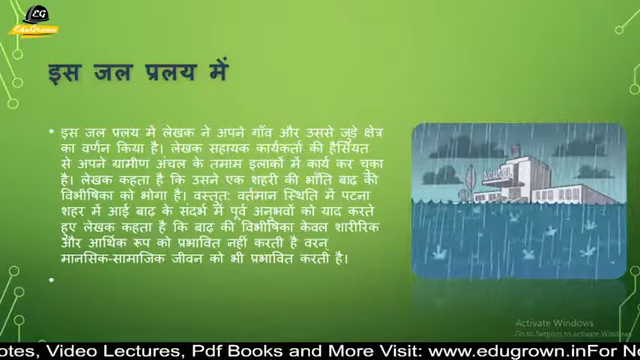 EG
EduGrown
इस जल प्रलय में
इस जल प्रलय में लेखक ने अपने गाँव और उससे जुड़े क्षेत्र
का वर्णन किया है। लेखक सहायक कार्यकर्ता की हैसियत
से अपने ग्रामीण अंचल के तमाम इलाकों में कार्य कर चुका
है। लेखक कहता है कि उसने एक शहरी की भाँति बाढ़ की
विभीषिका को भोगा है। वस्तुत: वर्तमान स्थिति में पटना
शहर में आई बाढ़ के संदर्भ में पूर्व अनुभवों को याद करते
हुए लेखक कहता है कि बाढ़ की विभीषिका केवल शारीरिक
और आर्थिक रूप को प्रभावित नहीं करती है वरन्
मानसिक-सामाजिक जीवन को भी प्रभावित करती है।
SCHOOL
Activate Windows
Go to Settings to activate Windows
otes, Video Lectures, Pdf Books and More Visit: www.edugrown.inFor No